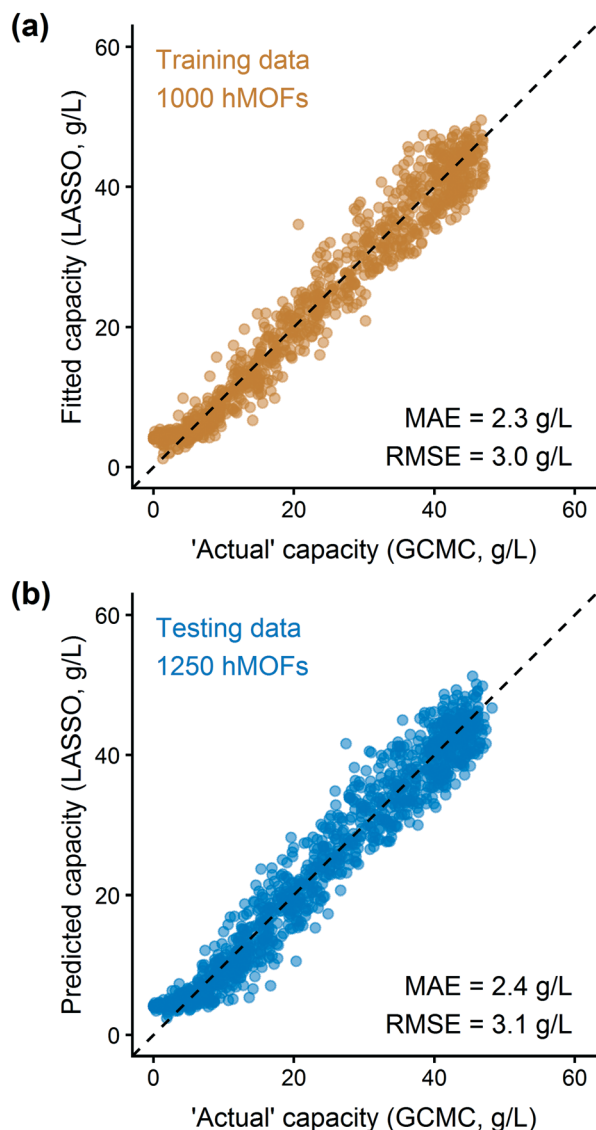 (a)
Training data
1000 hMOFs
60
40
20
0
Fitted capacity (LASSO, g/L)
MAE = 2.3 g/L
RMSE = 3.0 g/L
0 20 40 60
'Actual' capacity (GCMC, g/L)
(b)
Testing data
1250 hMOFs
60
40
20
0
Predicted capacity (LASSO, g/L)
MAE = 2.4 g/L
RMSE = 3.1 g/L
0 20 40 60
'Actual' capacity (GCMC, g/L)